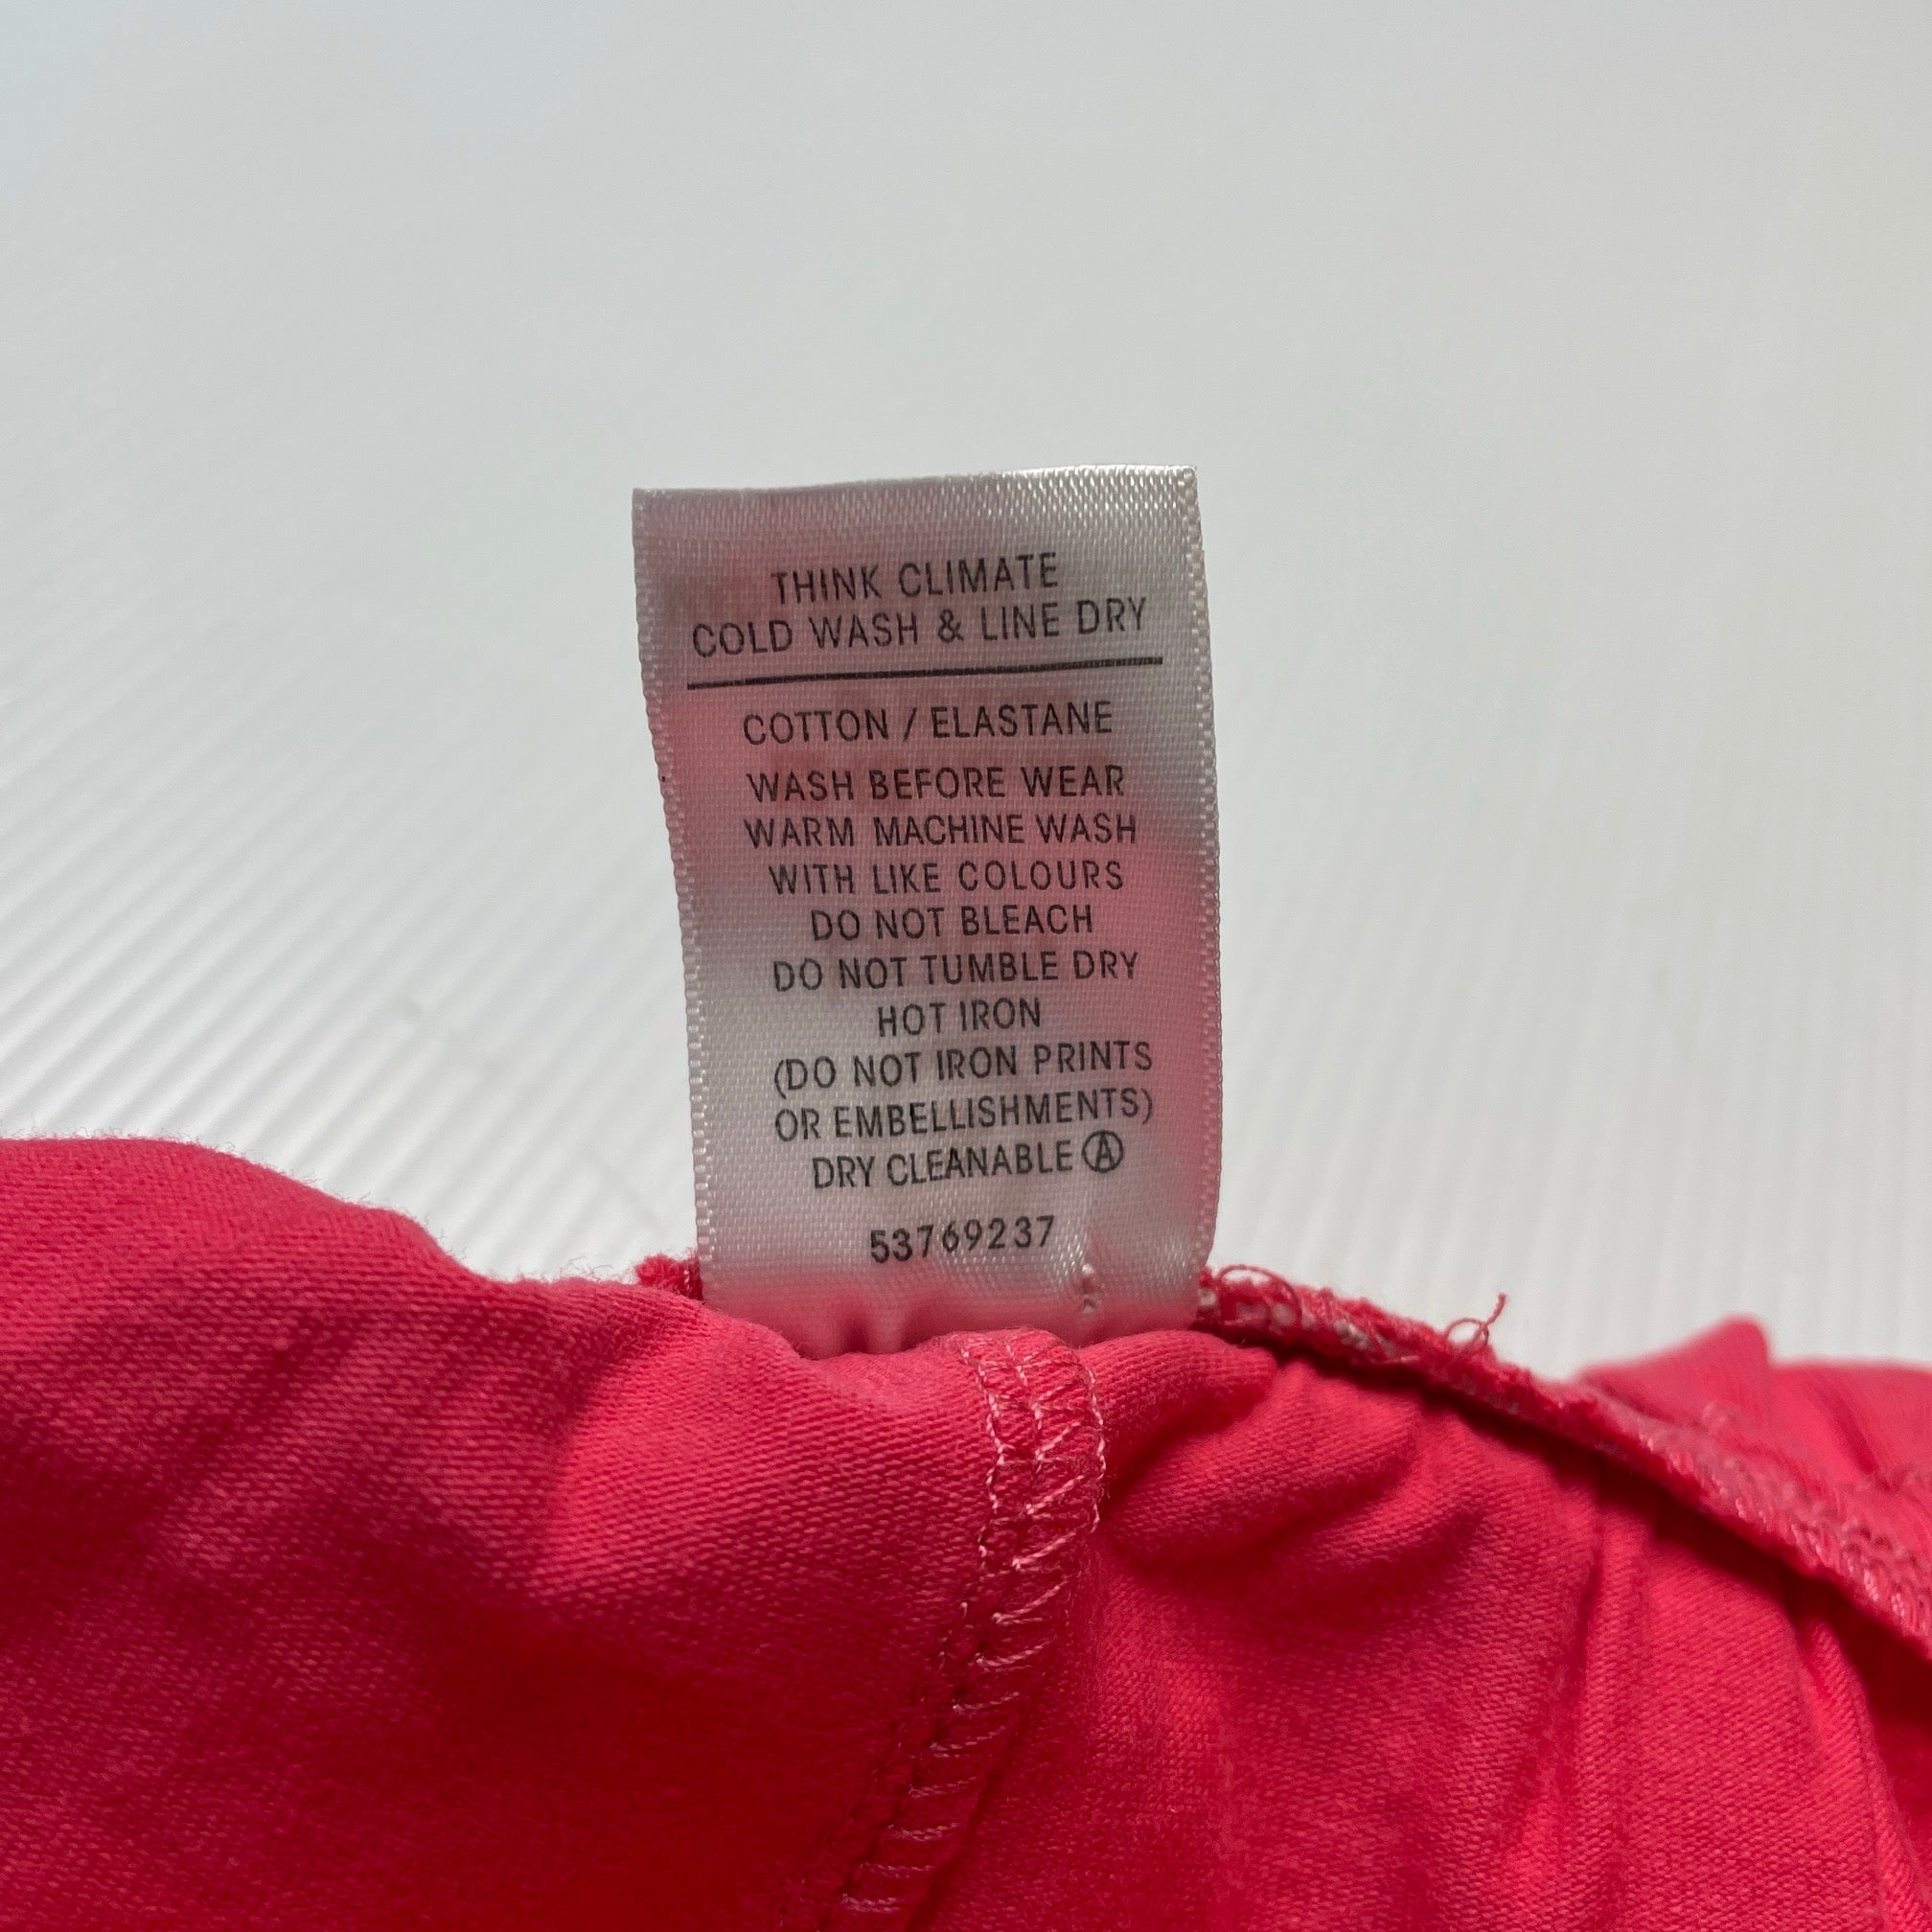 THINK CLIMATE
COLD WASH & LINE DRY
COTTON / ELASTANE
WASH BEFORE WEAR
WARM MACHINE WASH
WITH LIKE COLOURS
DO NOT BLEACH
DO NOT TUMBLE DRY
HOT IRON
(DO NOT IRON PRINTS
OR EMBELLISHMENTS)
DRY CLEANABLE Ⓐ
53769237